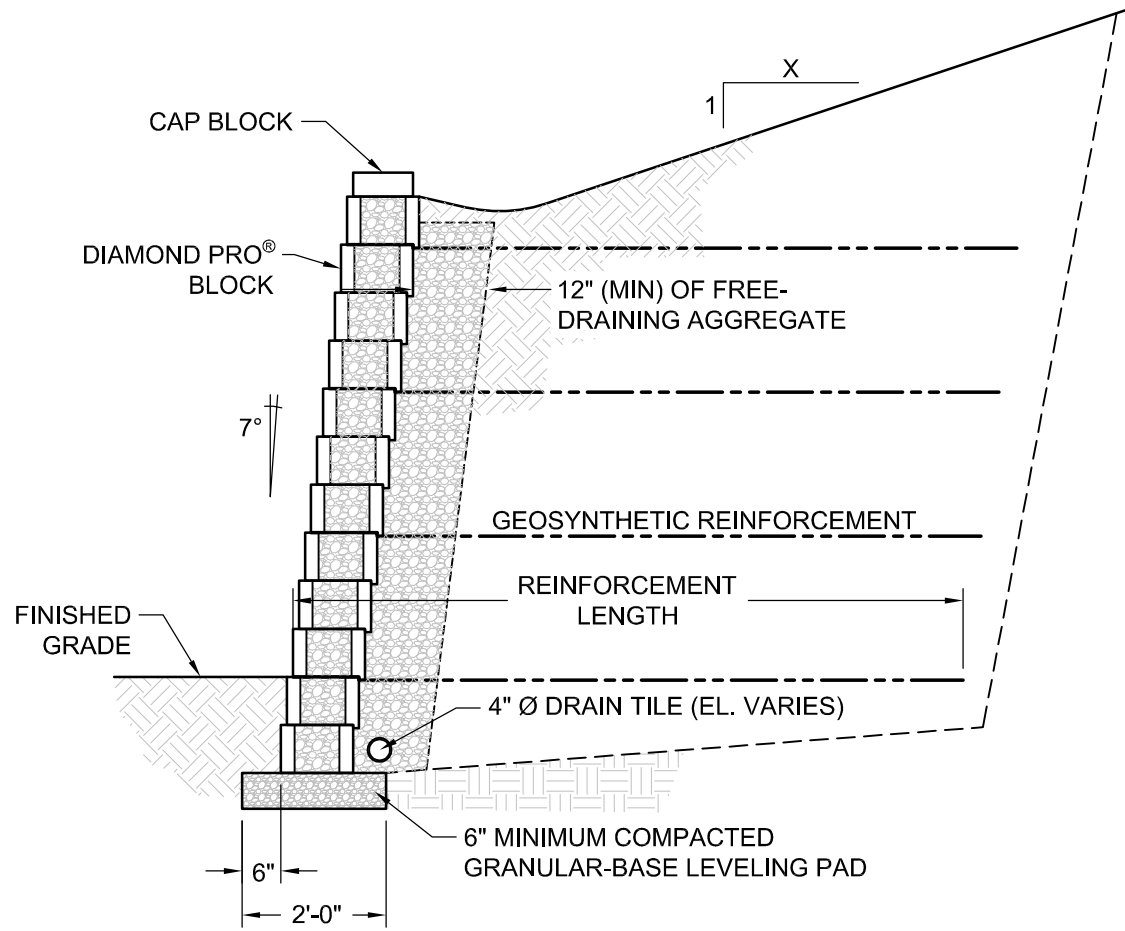 X
1
CAP BLOCK
DIAMOND PRO®
BLOCK
12" (MIN) OF FREE-
DRAINING AGGREGATE
7°
GEOSYNTHETIC REINFORCEMENT
REINFORCEMENT
LENGTH
FINISHED
GRADE
4" Ø DRAIN TILE (EL. VARIES)
6" MINIMUM COMPACTED
GRANULAR-BASE LEVELING PAD
6"
2'-0"